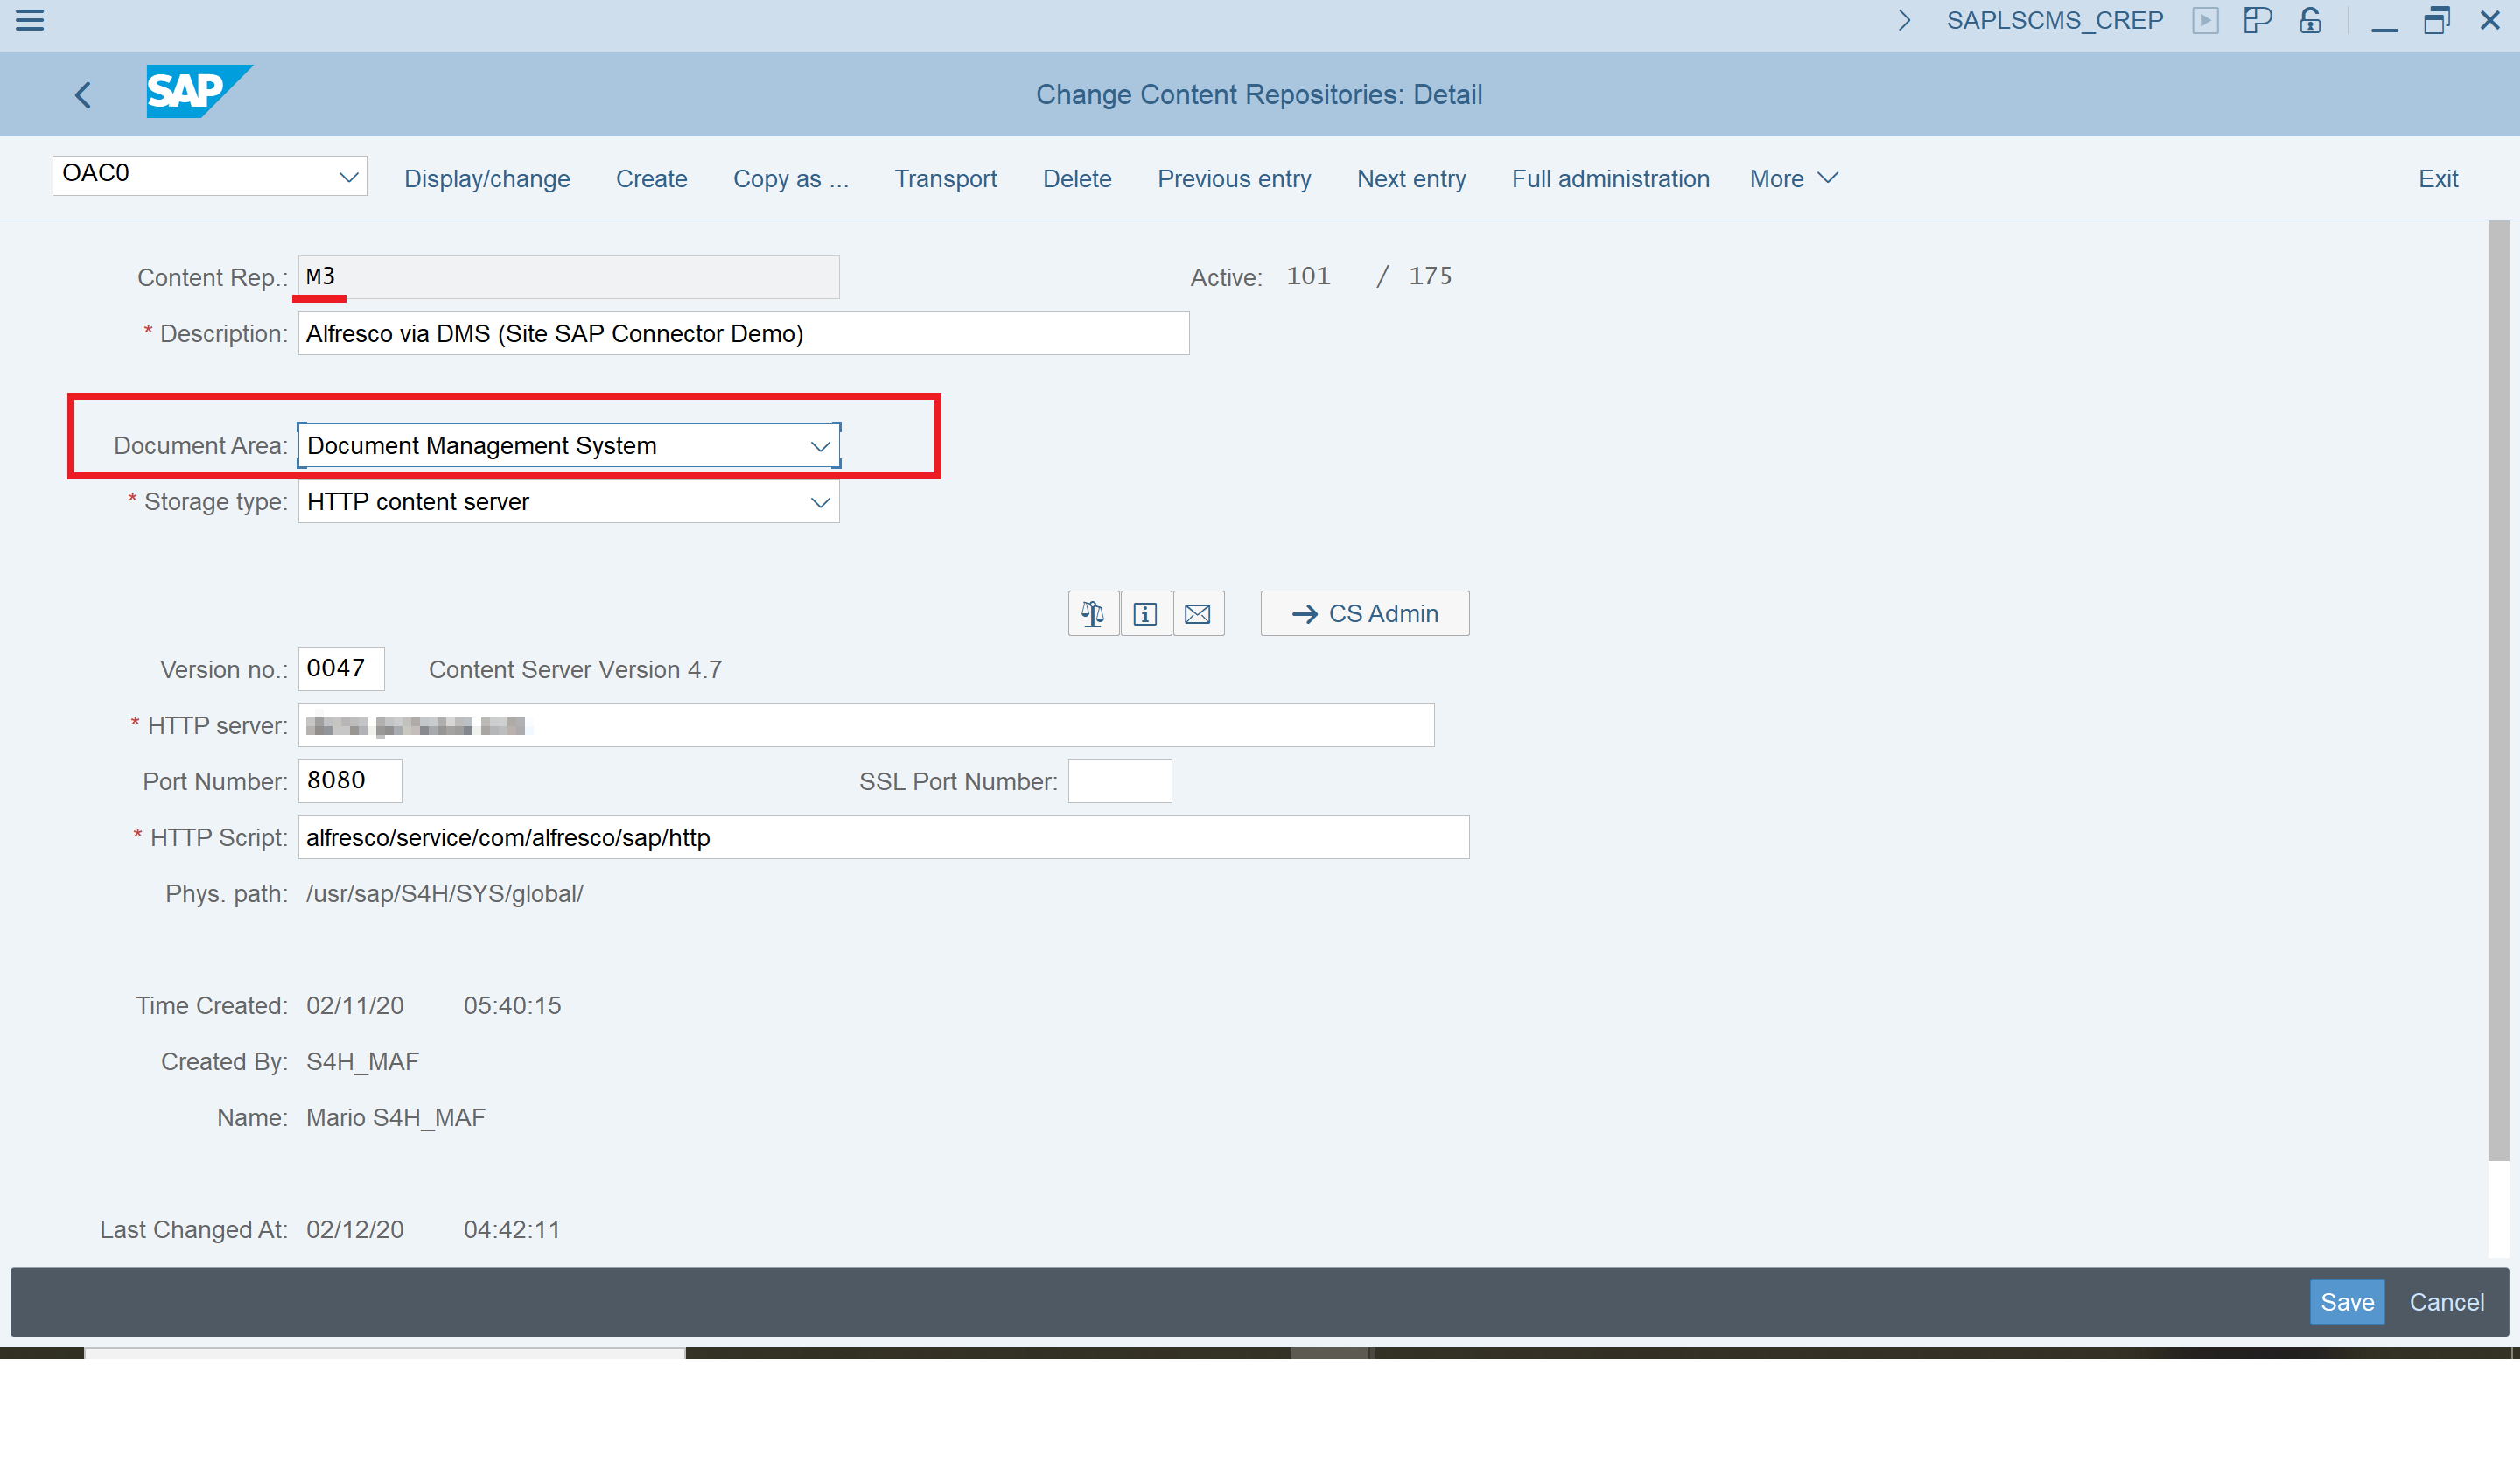 SAPLSCMS_CREP
SAP
Change Content Repositories: Detail
OAC0 Display/change Create Copy as ... Transport Delete Previous entry Next entry Full administration More Exit
Content Rep.: M3 Active: 101 / 175
* Description: Alfresco via DMS (Site SAP Connector Demo)
Document Area: Document Management System
* Storage type: HTTP content server
CS Admin
Version no.: 0047 Content Server Version 4.7
* HTTP server:
Port Number: 8080 SSL Port Number:
* HTTP Script: alfresco/service/com/alfresco/sap/http
Phys. path: /usr/sap/S4H/SYS/global/
Time Created: 02/11/20 05:40:15
Created By: S4H_MAF
Name: Mario S4H_MAF
Last Changed At: 02/12/20 04:42:11
Save Cancel